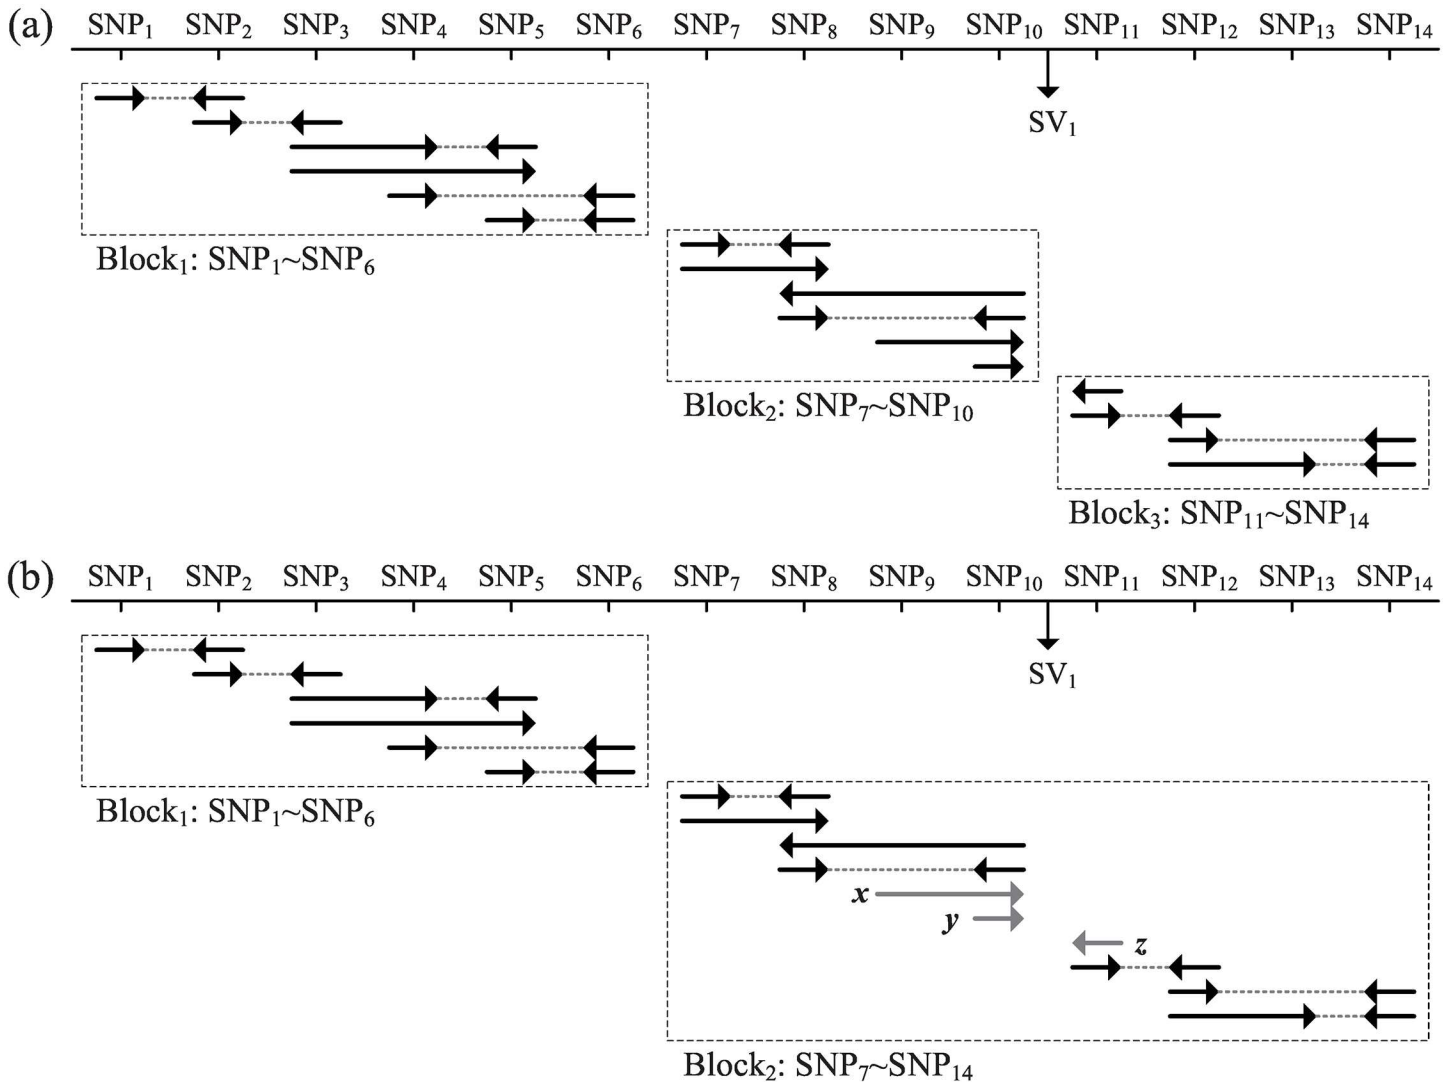 (a) SNP₁ SNP₂ SNP₃ SNP₄ SNP₅ SNP₆ SNP₇ SNP₈ SNP₉ SNP₁₀ SNP₁₁ SNP₁₂ SNP₁₃ SNP₁₄
SV₁
Block₁: SNP₁~SNP₆
Block₂: SNP₇~SNP₁₀
Block₃: SNP₁₁~SNP₁₄
(b) SNP₁ SNP₂ SNP₃ SNP₄ SNP₅ SNP₆ SNP₇ SNP₈ SNP₉ SNP₁₀ SNP₁₁ SNP₁₂ SNP₁₃ SNP₁₄
SV₁
Block₁: SNP₁~SNP₆
x
y
z
Block₂: SNP₇~SNP₁₄